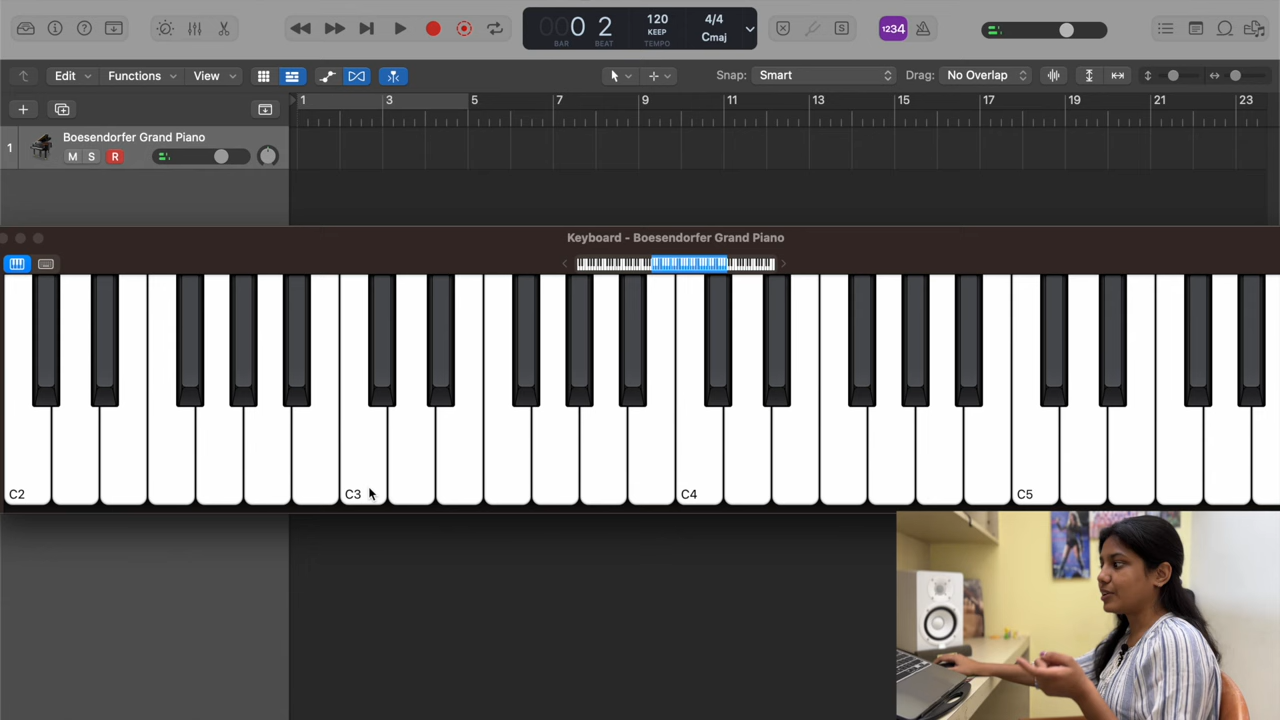 0 2
BAR BEAT
120
KEEP
TEMPO
4/4
Cmaj
1234
Edit
Functions
View
Snap: Smart
Drag: No Overlap
1 3 5 7 9 11 13 15 17 19 21 23
1
Boesendorfer Grand Piano
M S R
Keyboard - Boesendorfer Grand Piano
C2 C3 C4 C5